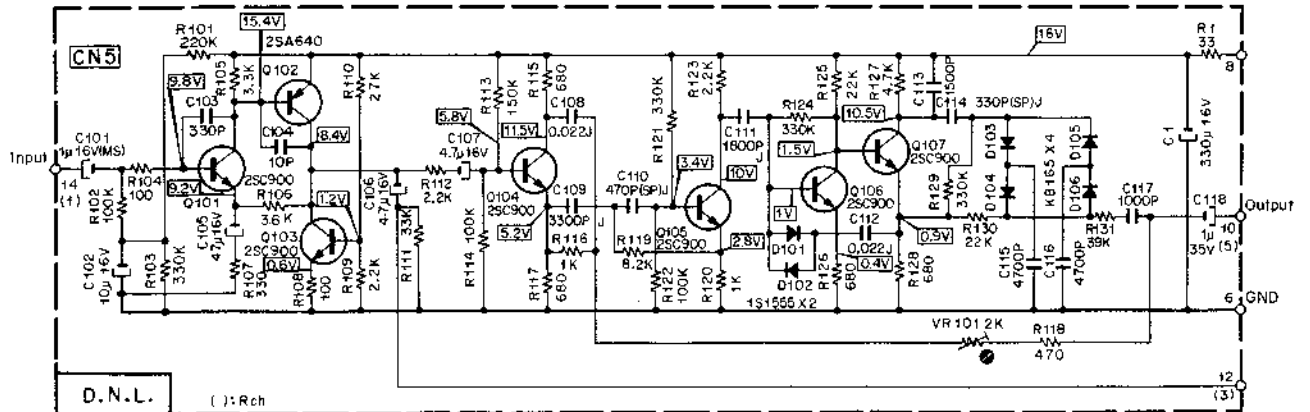 CN5
15.4V
2SA640
R101
220K
9.8V
R105
3.3K
Q102
C103
330P
C104
10P
8.4V
R110
27K
Input
C101
1μ16V(MS)
14
(1)
R102
100K
R104
100
9.2V
Q101
2SC900
R106
3.6K
1.2V
C105
47μ16V
Q103
2SC900
0.6V
C102
10μ16V
R103
330K
R107
330
R108
100
R109
2.2K
C106
4.7μ16V
R111
33K
R112
2.2K
C107
4.7μ16V
5.8V
R113
150K
11.5V
R115
680
C108
0.022J
R114
100K
Q104
2SC900
5.2V
C109
3300P
J
R116
1K
R117
680
C110
470P(SP)J
R119
8.2K
R121
330K
3.4V
R122
100K
Q105
2SC900
R123
2.2K
10V
2.8V
R120
1K
C111
1800P
J
R124
330K
R125
22K
1.5V
1V
Q106
2SC900
D101
D102
1S1555X2
C112
0.022J
0.4V
R126
680
R127
4.7K
10.5V
Q107
2SC900
R128
680
0.9V
C113
1500P
C114
330P(SP)J
R129
330K
R130
22K
D103
D104
D105
D106
KB165 X 4
C115
4700P
C116
4700P
R131
39K
C117
1000P
C118
1μ
35V
16V
R1
33
8
C1
330μ16V
Output
10
(5)
6
GND
VR101 2K
R118
470
12
(3)
D.N.L.
( ):Rch